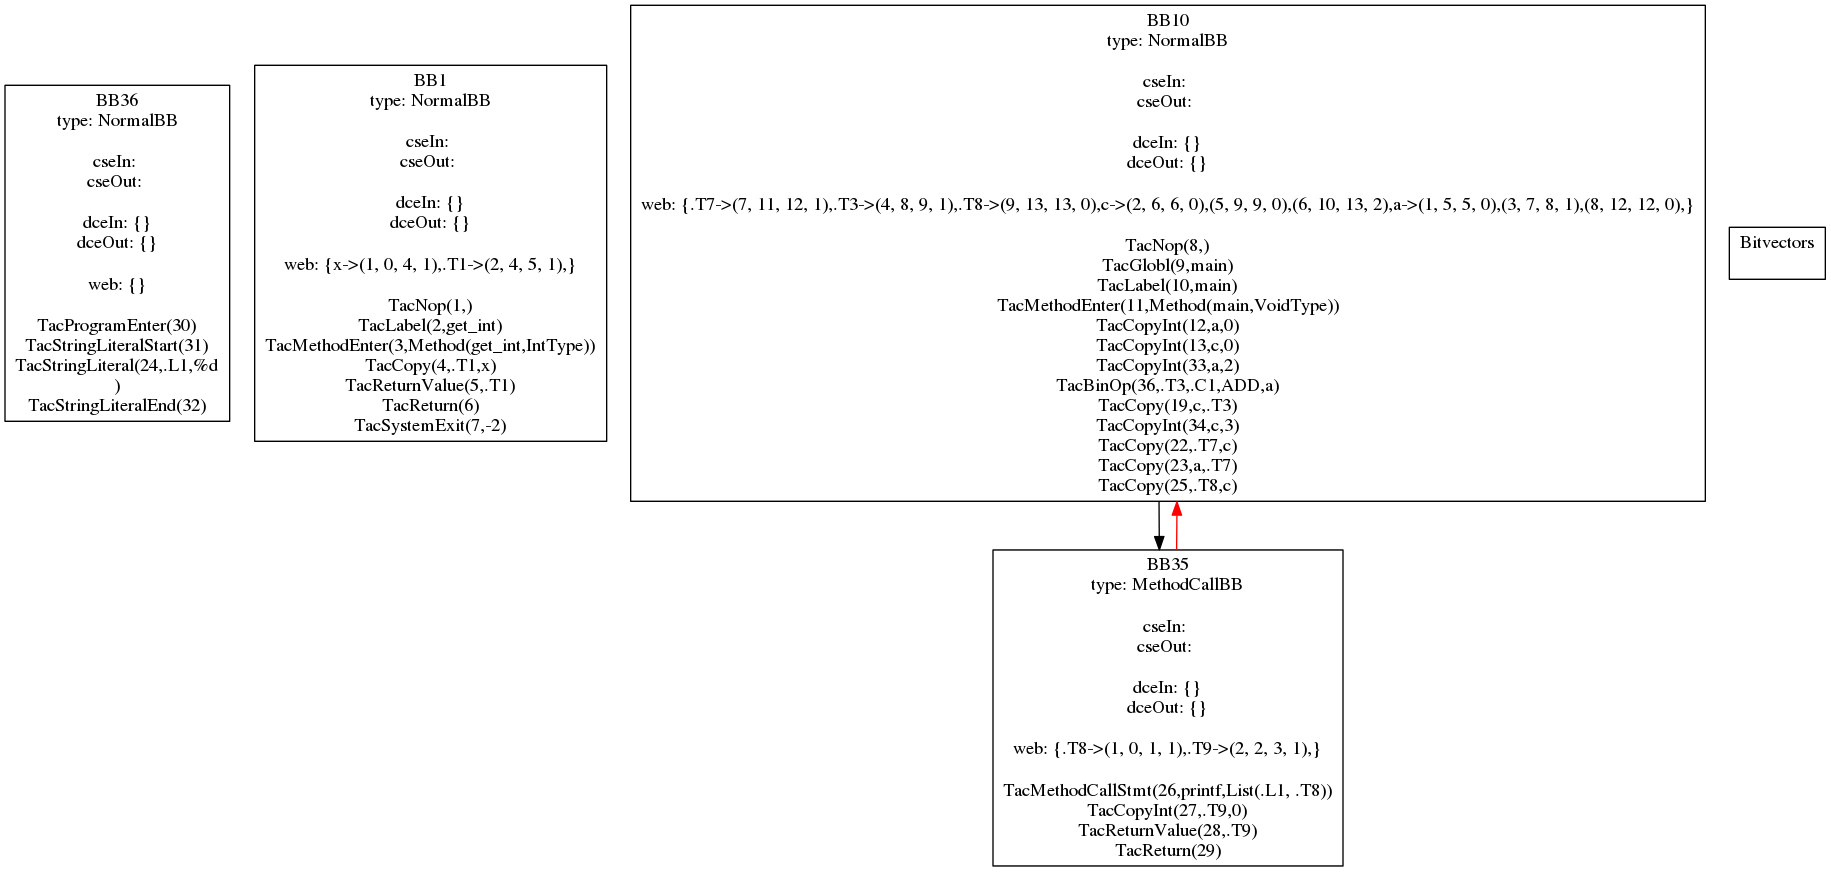 BB36
type: NormalBB
cseIn:
cseOut:
dceIn: {}
dceOut: {}
web: {}
TacProgramEnter(30)
TacStringLiteralStart(31)
TacStringLiteral(24,.L1,%d
)
TacStringLiteralEnd(32)
BB1
type: NormalBB
cseIn:
cseOut:
dceIn: {}
dceOut: {}
web: {x->(1, 0, 4, 1),.T1->(2, 4, 5, 1),}
TacNop(1,)
TacLabel(2,get_int)
TacMethodEnter(3,Method(get_int,IntType))
TacCopy(4,.T1,x)
TacReturnValue(5,.T1)
TacReturn(6)
TacSystemExit(7,-2)
BB10
type: NormalBB
cseIn:
cseOut:
dceIn: {}
dceOut: {}
web: {.T7->(7, 11, 12, 1),.T3->(4, 8, 9, 1),.T8->(9, 13, 13, 0),c->(2, 6, 6, 0),(5, 9, 9, 0),(6, 10, 13, 2),a->(1, 5, 5, 0),(3, 7, 8, 1),(8, 12, 12, 0),}
TacNop(8,)
TacGlobl(9,main)
TacLabel(10,main)
TacMethodEnter(11,Method(main,VoidType))
TacCopyInt(12,a,0)
TacCopyInt(13,c,0)
TacCopyInt(33,a,2)
TacBinOp(36,.T3,.C1,ADD,a)
TacCopy(19,c,.T3)
TacCopyInt(34,c,3)
TacCopy(22,.T7,c)
TacCopy(23,a,.T7)
TacCopy(25,.T8,c)
Bitvectors
BB35
type: MethodCallBB
cseIn:
cseOut:
dceIn: {}
dceOut: {}
web: {.T8->(1, 0, 1, 1),.T9->(2, 2, 3, 1),}
TacMethodCallStmt(26,printf,List(.L1, .T8))
TacCopyInt(27,.T9,0)
TacReturnValue(28,.T9)
TacReturn(29)